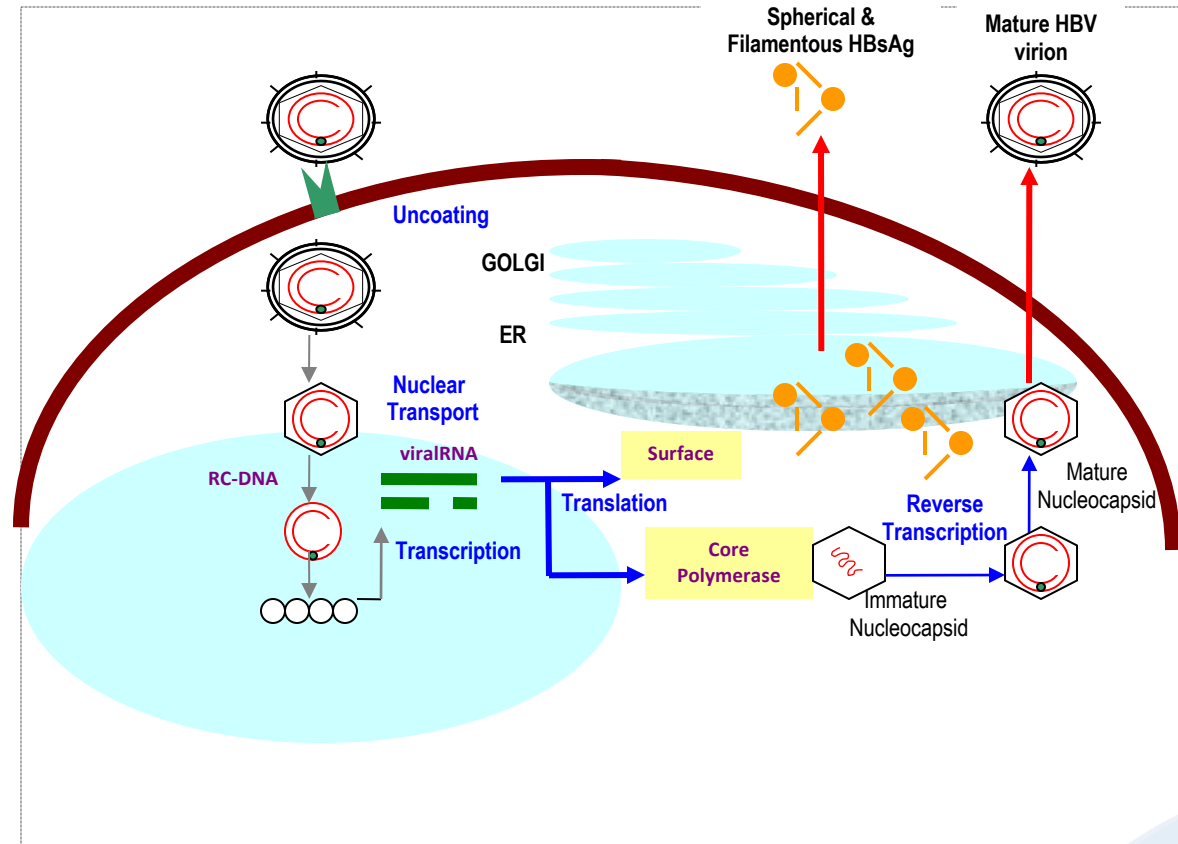 Spherical &
Filamentous HBsAg
Mature HBV
virion
Uncoating
GOLGI
ER
Nuclear
Transport
viralRNA
RC-DNA
Surface
Translation
Reverse
Transcription
Mature
Nucleocapsid
Transcription
Core
Polymerase
Immature
Nucleocapsid